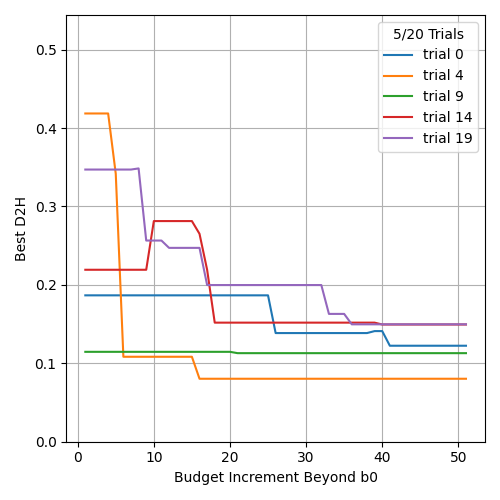 5/20 Trials
trial 0
trial 4
trial 9
trial 14
trial 19
Best D2H
0.5
0.4
0.3
0.2
0.1
0.0
0 10 20 30 40 50
Budget Increment Beyond b0